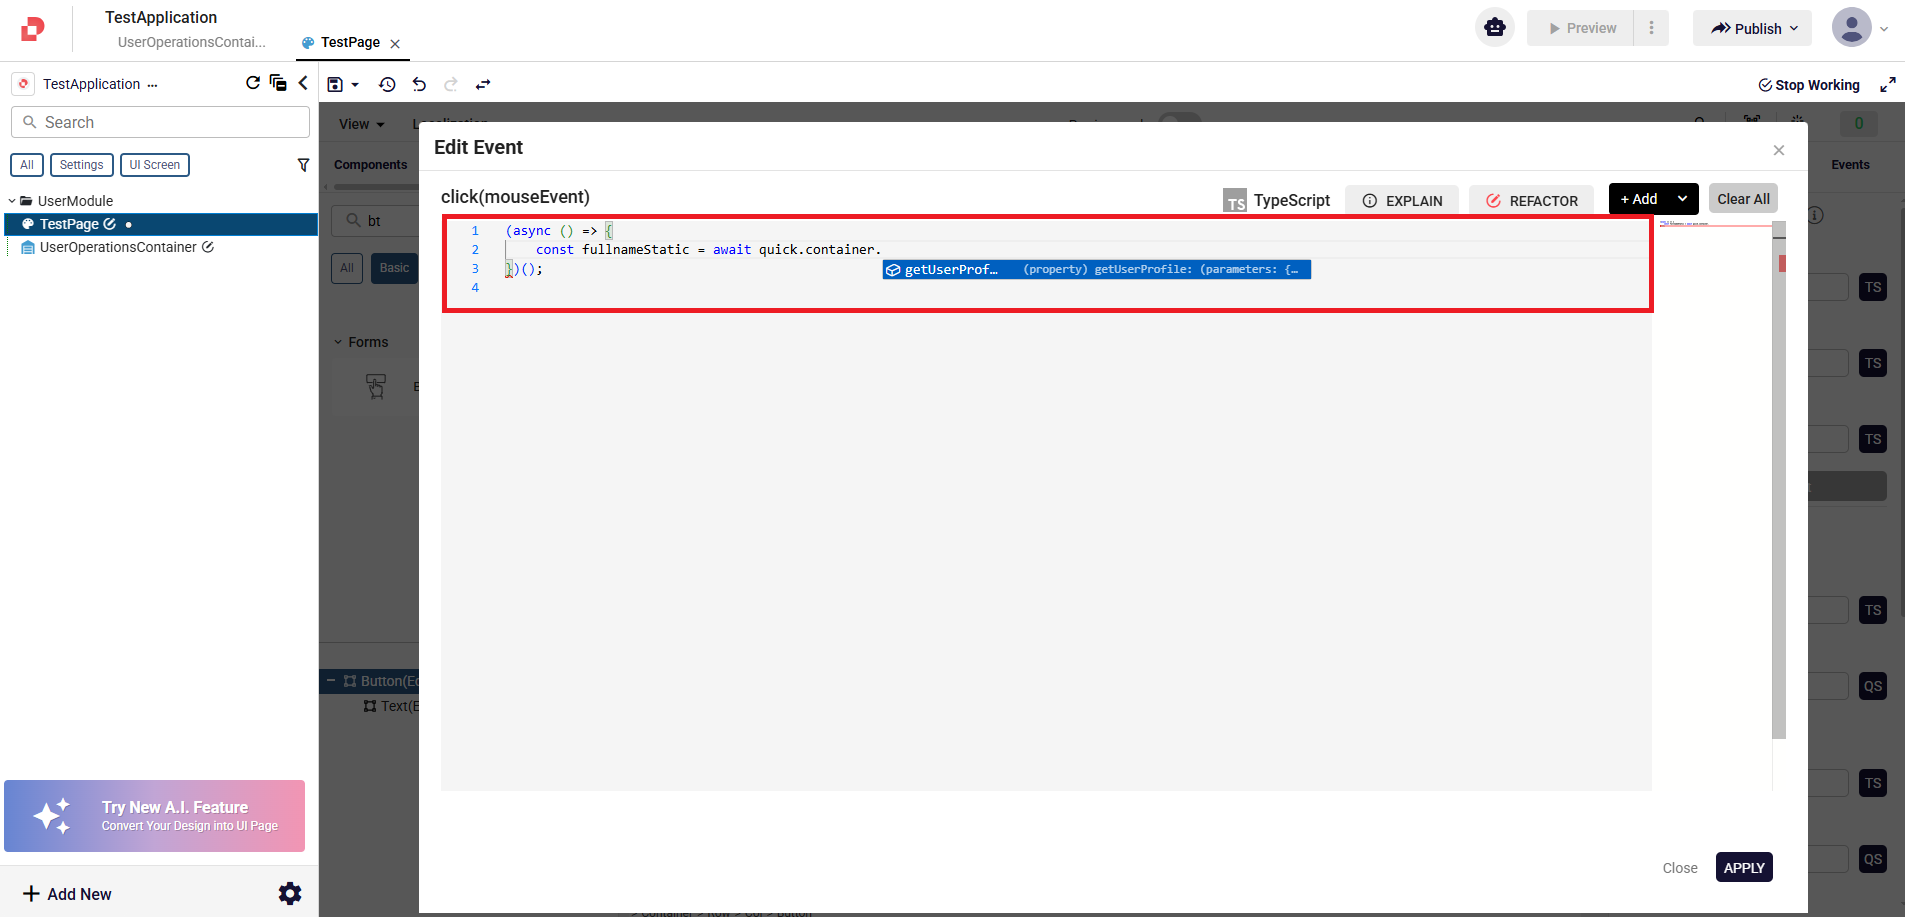 TestApplication
UserOperationsContai...
TestPage
Preview
Publish
TestApplication ...
Stop Working
Search
View
0
All
Settings
UI Screen
Components
Events
UserModule
TestPage
UserOperationsContainer
bt
All
Basic
Forms
Button(Ec
Text(E
Edit Event
click(mouseEvent)
TS TypeScript
EXPLAIN
REFACTOR
+ Add
Clear All
1 (async () => {
2 const fullnameStatic = await quick.container.
getUserProf… (property) getUserProfile: (parameters: {…
3 })();
4
TS
TS
TS
TS
QS
TS
QS
Try New A.I. Feature
Convert Your Design into UI Page
Close
APPLY
Add New